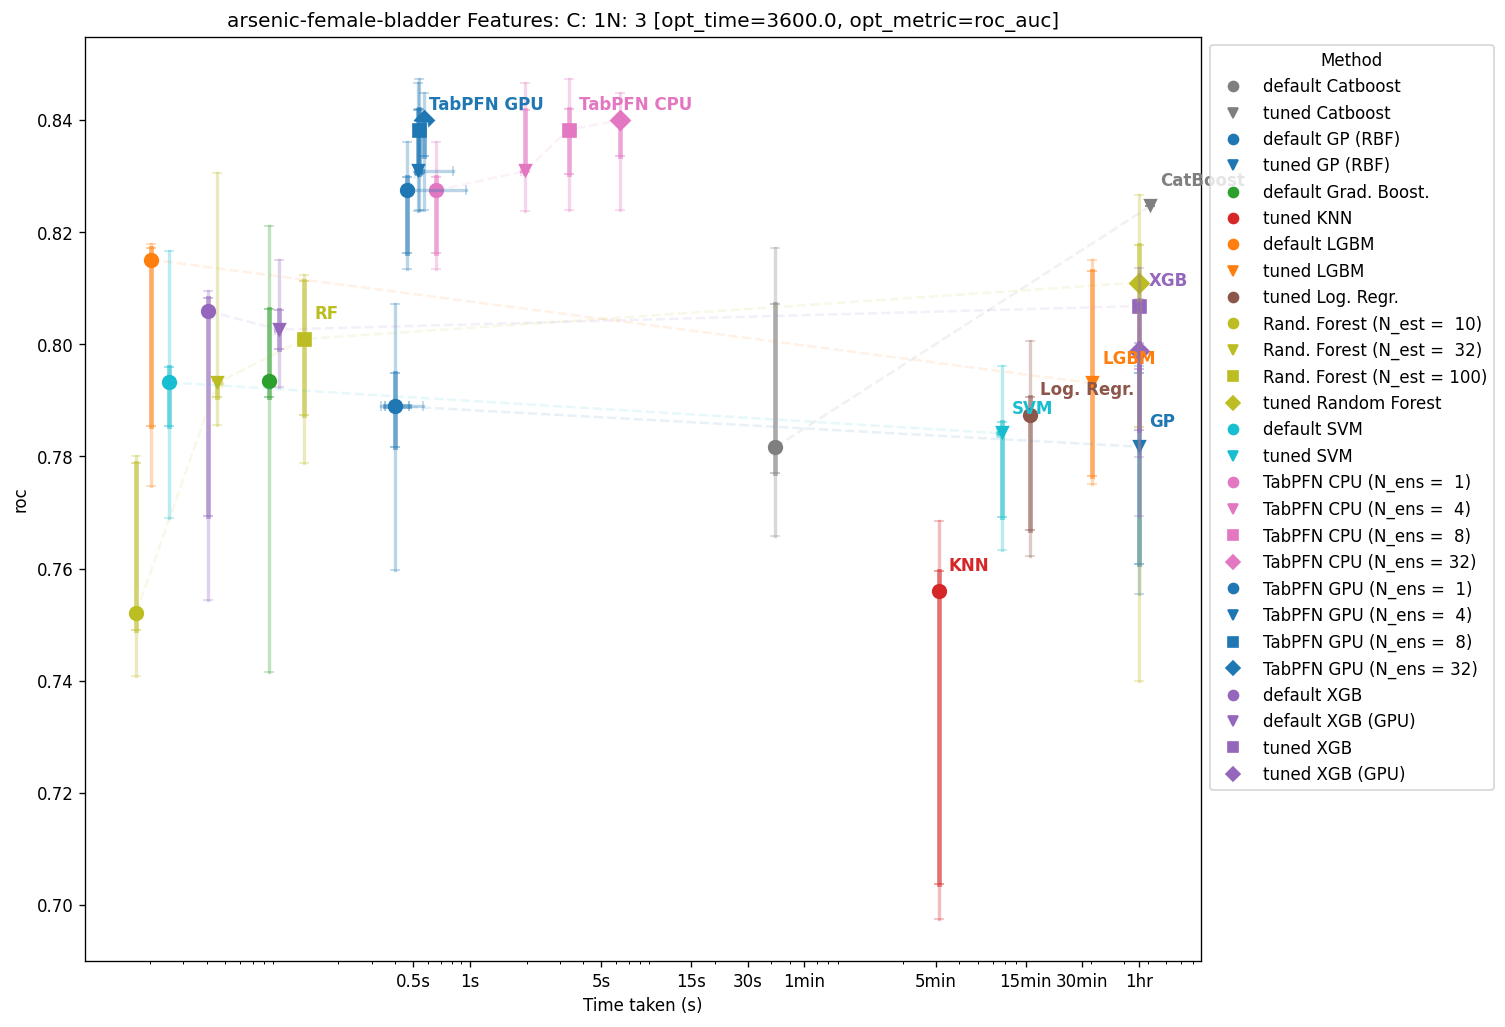 arsenic-female-bladder Features: C: 1N: 3 [opt_time=3600.0, opt_metric=roc_auc]
Method
default Catboost
tuned Catboost
default GP (RBF)
tuned GP (RBF)
default Grad. Boost.
tuned KNN
default LGBM
tuned LGBM
tuned Log. Regr.
Rand. Forest (N_est =  10)
Rand. Forest (N_est =  32)
Rand. Forest (N_est = 100)
tuned Random Forest
default SVM
tuned SVM
TabPFN CPU (N_ens =  1)
TabPFN CPU (N_ens =  4)
TabPFN CPU (N_ens =  8)
TabPFN CPU (N_ens = 32)
TabPFN GPU (N_ens =  1)
TabPFN GPU (N_ens =  4)
TabPFN GPU (N_ens =  8)
TabPFN GPU (N_ens = 32)
default XGB
default XGB (GPU)
tuned XGB
tuned XGB (GPU)
TabPFN GPU
TabPFN CPU
CatBoost
XGB
RF
LGBM
Log. Regr.
SVM
GP
KNN
roc
0.84
0.82
0.80
0.78
0.76
0.74
0.72
0.70
0.5s 1s 5s 15s 30s 1min 5min 15min 30min 1hr
Time taken (s)